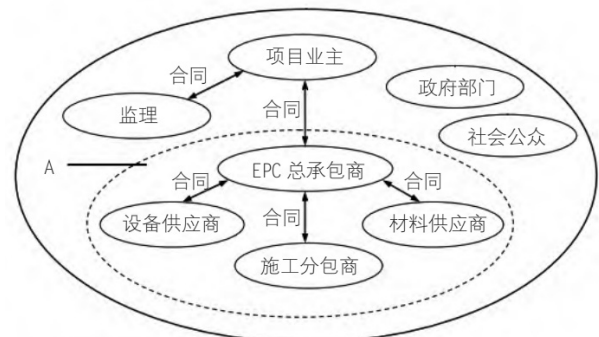 项目业主
合同
政府部门
监理
合同
社会公众
A
EPC 总承包商
合同
合同
设备供应商
合同
材料供应商
施工分包商